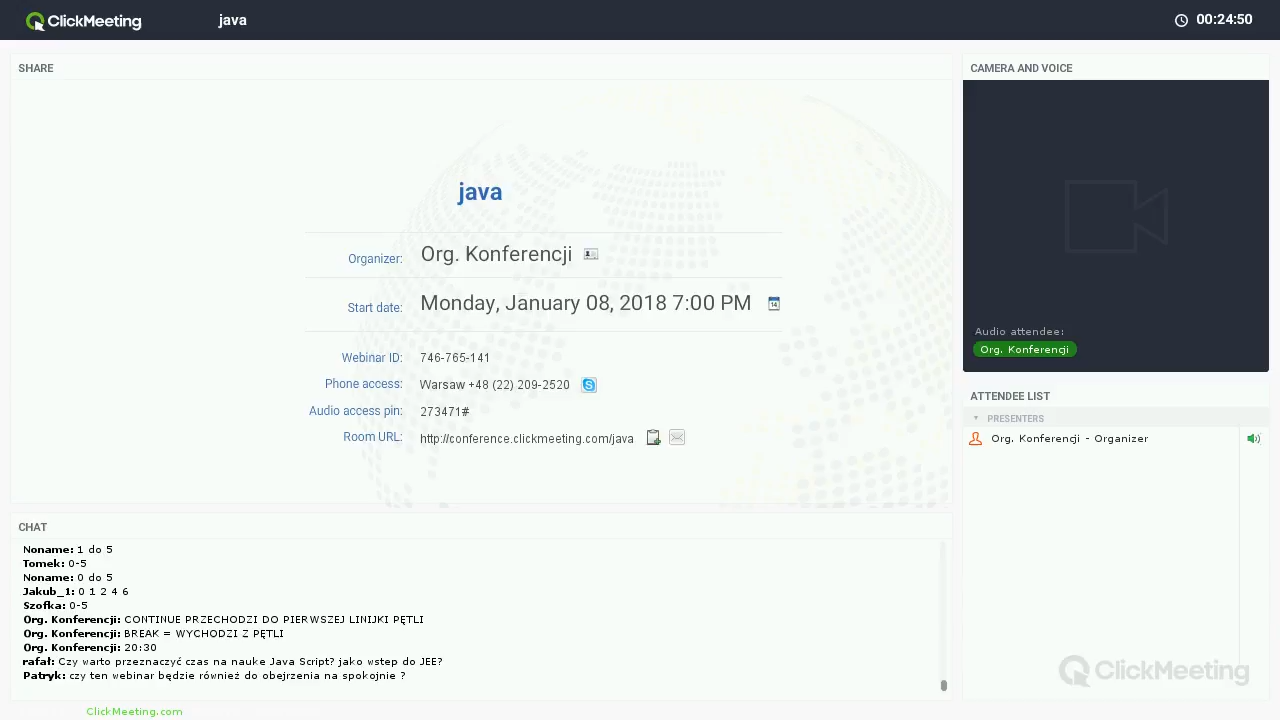 ClickMeeting
java
00:24:50
SHARE
java
Organizer: Org. Konferencji
Start date: Monday, January 08, 2018 7:00 PM
14
Webinar ID: 746-765-141
Phone access: Warsaw +48 (22) 209-2520
Audio access pin: 273471#
Room URL: http://conference.clickmeeting.com/java
CAMERA AND VOICE
Audio attendee:
Org. Konferencji
ATTENDEE LIST
PRESENTERS
Org. Konferencji - Organizer
ClickMeeting
CHAT
Noname: 1 do 5
Tomek: 0-5
Noname: 0 do 5
Jakub_1: 0 1 2 4 6
Szofka: 0-5
Org. Konferencji: CONTINUE PRZECHODZI DO PIERWSZEJ LINIJKI PĘTLI
Org. Konferencji: BREAK = WYCHODZI Z PĘTLI
Org. Konferencji: 20:30
rafał: Czy warto przeznaczyć czas na nauke Java Script? jako wstep do JEE?
Patryk: czy ten webinar będzie również do obejrzenia na spokojnie ?
ClickMeeting.com